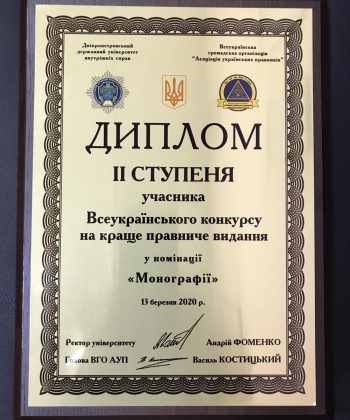 Дніпропетровський
державний університет
внутрішніх справ
Всеукраїнська
громадська організація
"Асоціація українських правників"
ДИПЛОМ
ІІ СТУПЕНЯ
учасника
Всеукраїнського конкурсу
на краще правниче видання
у номінації
«Монографії»
13 березня 2020 р.
Ректор університету Андрій ФОМЕНКО
Голова ВГО АУП Василь КОСТИЦЬКИЙ